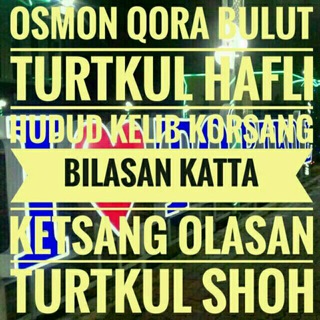 OSMON QORA BULUT
TURTKUL HAFLI
HUDUD KELIB KORSANG
BILASAN KATTA
KETSANG OLASAN
TURTKUL SHOH